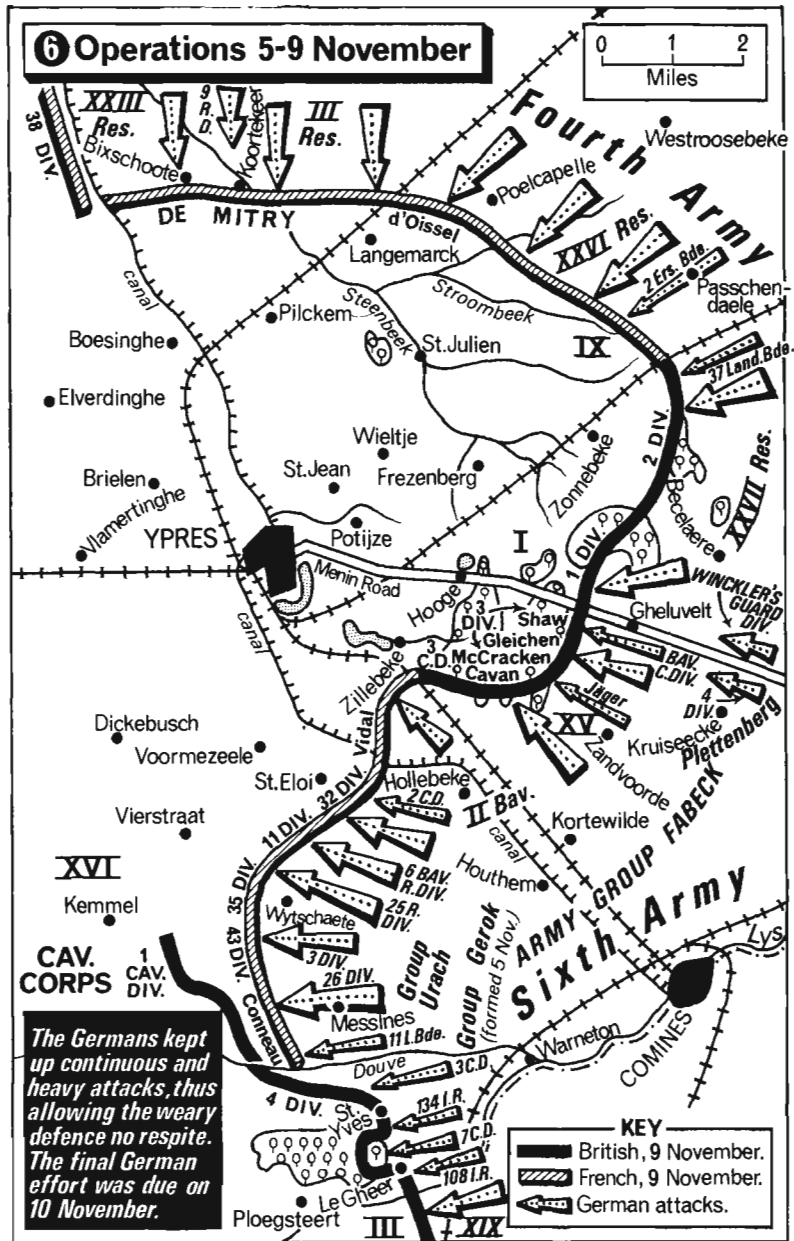 6 Operations 5-9 November
0 1 2
Miles
38 DIV.
XXIII
Res.
9
R.
D.
Koortekeer
III
Res.
Bixschoote
Fourth Army
Westroosebeke
Poelcapelle
DE MITRY
d'Oissel
Langemarck
XXVI Res.
2 Ers. Bde.
Passchen-
daele
canal
Steenbeek
Stroombeek
Pilckem
Boesinghe
St.Julien
IX
37 Land. Bde.
Elverdinghe
Wieltje
2 DIV.
St.Jean
Frezenberg
Zonnebeke
Becelaere
XXVII Res.
Brielen
Vlamertinghe
Potijze
YPRES
I
1 DIV.
Menin Road
Hooge
WINCKLER'S
GUARD
DIV.
Gheluvelt
3
DIV.
Shaw
Gleichen
McCracken
Cavan
3
C.D.
BAV.
C.DIV.
canal
Zillebeke
Jäger
4
DIV.
Kruiseecke
Plettenberg
XV
Zandvoorde
Vidal
Dickebusch
Voormezeele
St.Eloi
32 DIV.
Hollebeke
2 C.D.
II Bav.
Vierstraat
11 DIV.
Kortewilde
canal
Houthem
ARMY GROUP FABECK
XVI
35 DIV.
6 BAV.
R.DIV.
25 R.
DIV.
Kemmel
Wytschaete
Sixth Army
Lys
43 DIV.
3 DIV.
Group
Urach
Group Gerok
(formed 5 Nov.)
CAV.
CORPS
1
CAV.
DIV.
Conneau
26 DIV.
Messines
11 L.Bde.
COMINES
Warneton
Douve
3 C.D.
4 DIV.
St.
Yves
134 I.R.
7 C.D.
108 I.R.
Le Gheer
Ploegsteert
III
XIX
The Germans kept
up continuous and
heavy attacks, thus
allowing the weary
defence no respite.
The final German
effort was due on
10 November.
KEY
British, 9 November.
French, 9 November.
German attacks.